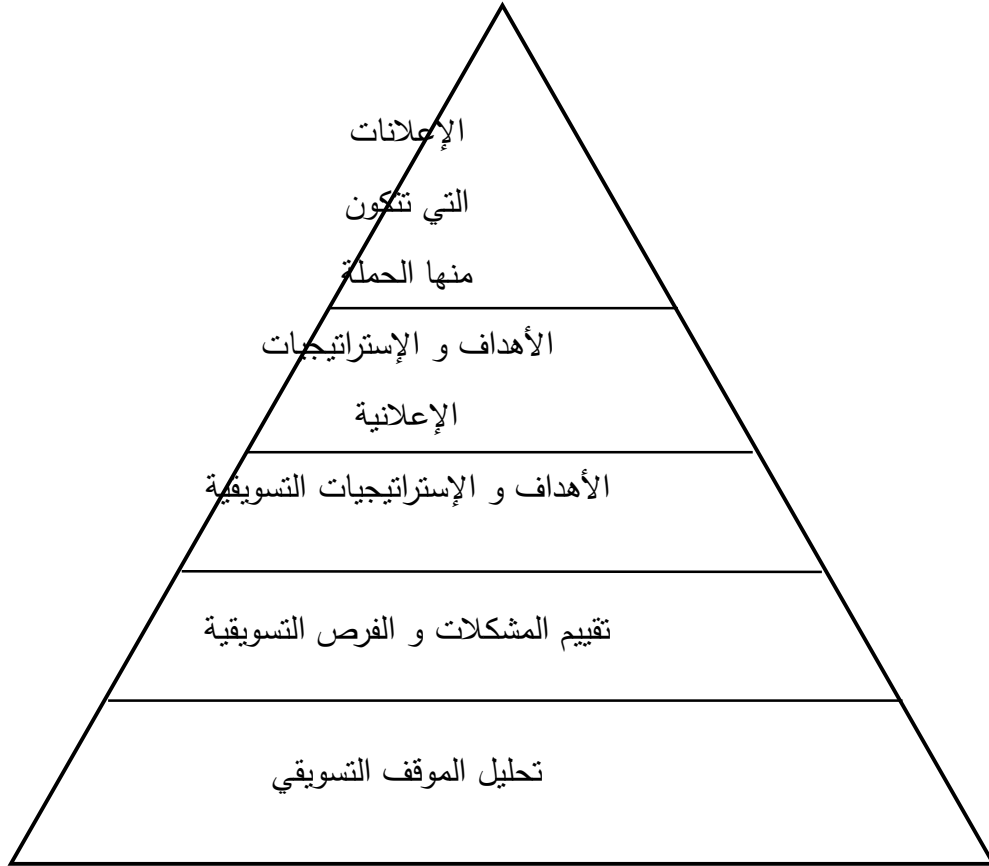 الإعلانات
التي تتكون
منها الحملة
الأهداف و الإستراتيجيات
الإعلانية
الأهداف و الإستراتيجيات التسويقية
تقييم المشكلات و الفرص التسويقية
تحليل الموقف التسويقي